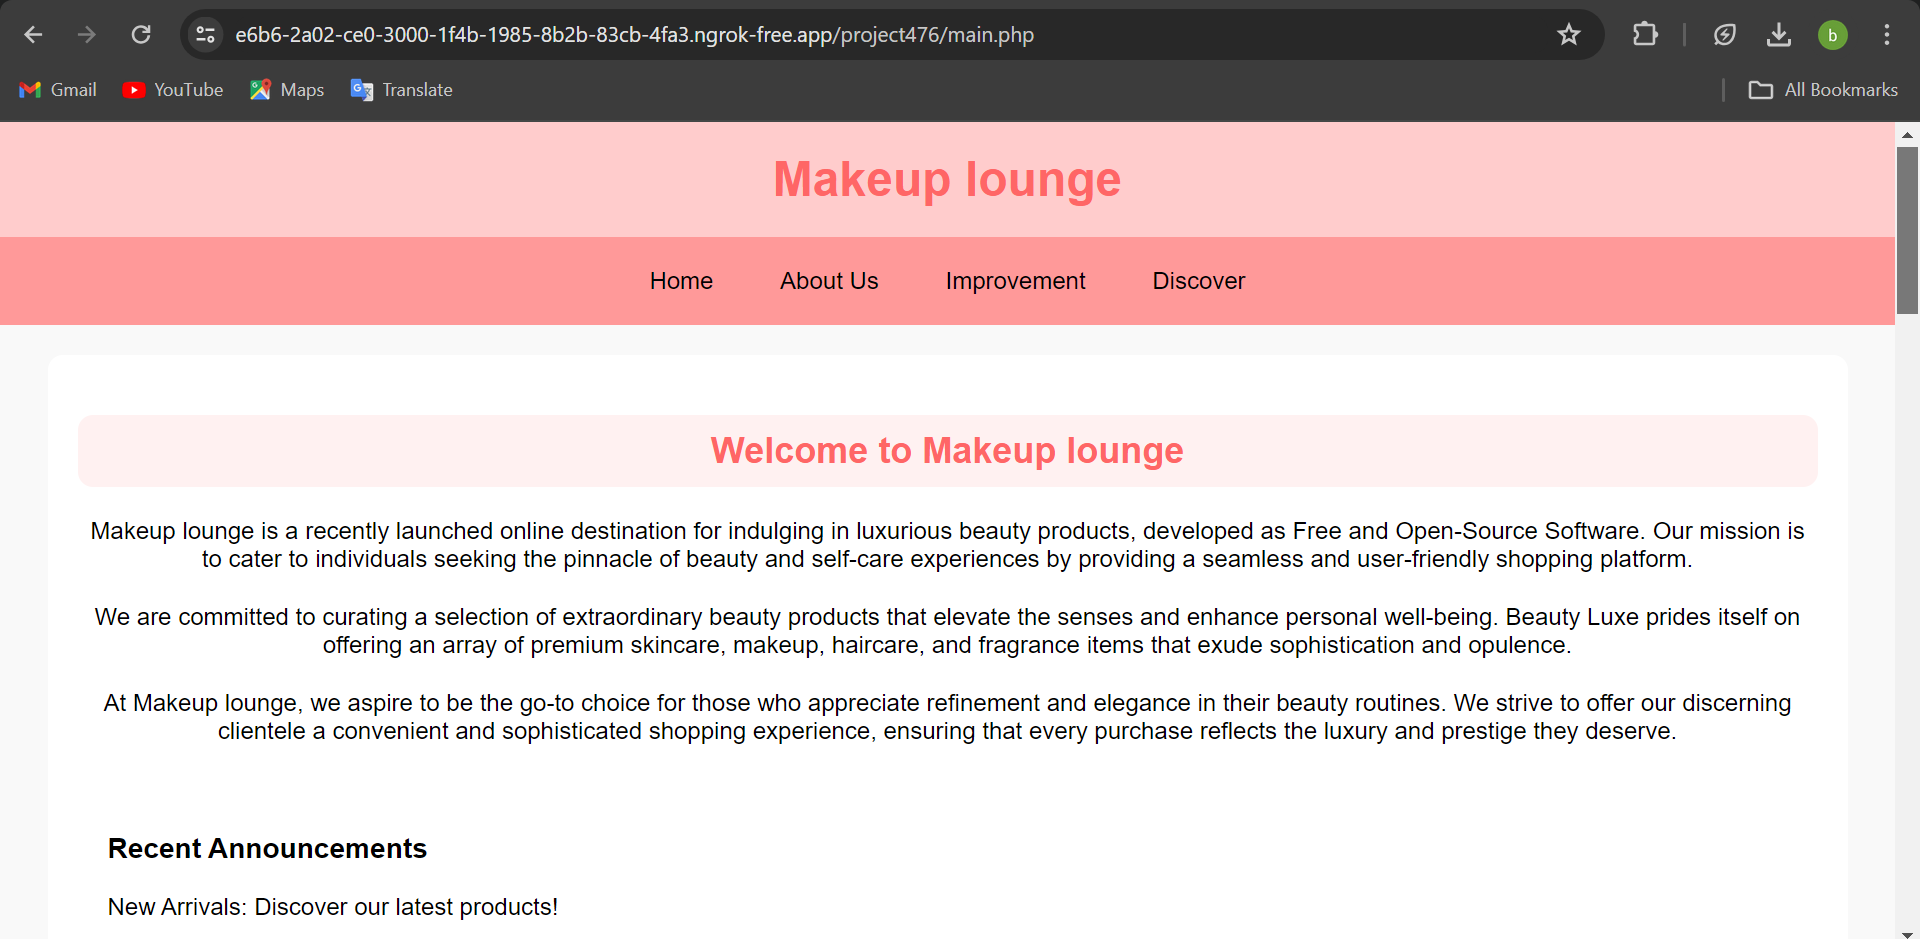 e6b6-2a02-ce0-3000-1f4b-1985-8b2b-83cb-4fa3.ngrok-free.app/project476/main.php
b
Gmail
YouTube
Maps
Translate
All Bookmarks
Makeup lounge
Home
About Us
Improvement
Discover
Welcome to Makeup lounge
Makeup lounge is a recently launched online destination for indulging in luxurious beauty products, developed as Free and Open-Source Software. Our mission is
to cater to individuals seeking the pinnacle of beauty and self-care experiences by providing a seamless and user-friendly shopping platform.
We are committed to curating a selection of extraordinary beauty products that elevate the senses and enhance personal well-being. Beauty Luxe prides itself on
offering an array of premium skincare, makeup, haircare, and fragrance items that exude sophistication and opulence.
At Makeup lounge, we aspire to be the go-to choice for those who appreciate refinement and elegance in their beauty routines. We strive to offer our discerning
clientele a convenient and sophisticated shopping experience, ensuring that every purchase reflects the luxury and prestige they deserve.
Recent Announcements
New Arrivals: Discover our latest products!